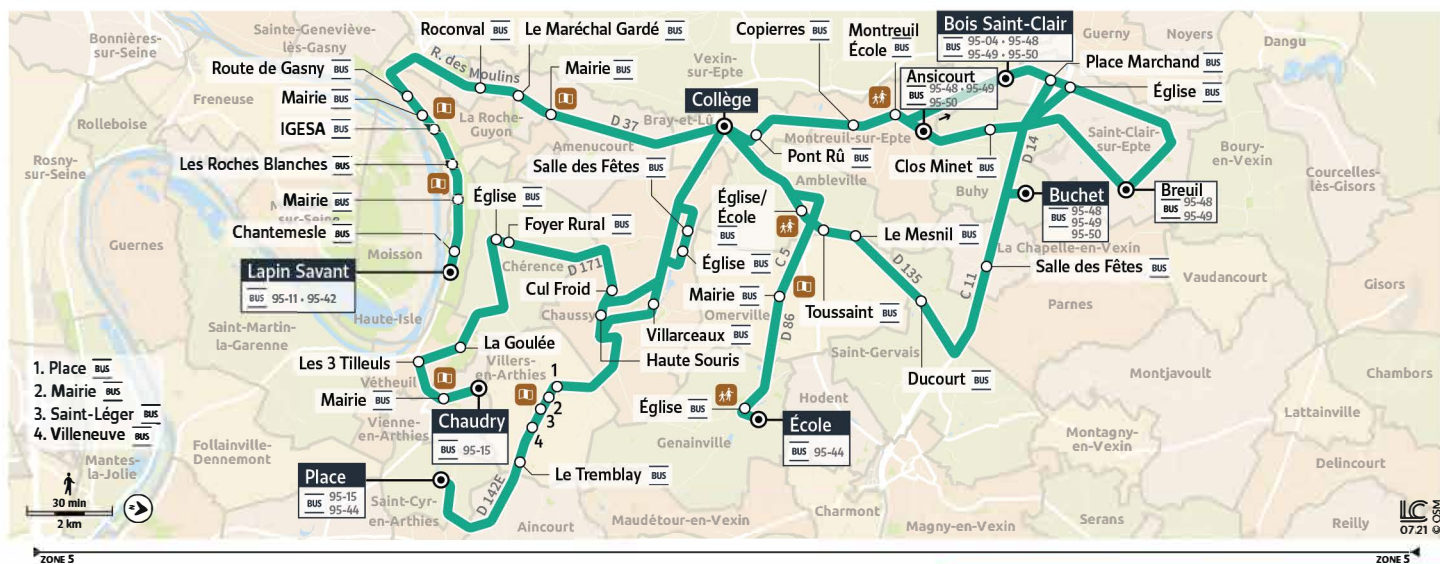 Bonnières-
sur-Seine
Sainte-Geneviève-
lès-Gasny
Roconval BUS
Le Maréchal Gardé BUS
Copierres BUS
Montreuil
École BUS
Bois Saint-Clair
BUS 95-04 • 95-48
95-49 • 95-50
Guerny
Noyers
Dangu
Route de Gasny BUS
R. des Moulins
Mairie BUS
Vexin-
sur-Epte
Ansicourt
BUS 95-48 • 95-49
95-50
Place Marchand BUS
Freneuse
Mairie BUS
Collège
Église BUS
Rolleboise
IGESA BUS
La Roche-
Guyon
D 37
Bray-et-Lû
Montreuil-sur-Epte
D 14
Saint-Clair-
sur-Epte
Amenucourt
Rosny-
sur-Seine
Les Roches Blanches BUS
Salle des Fêtes BUS
Pont Rû BUS
Clos Minet BUS
Boury-
en-Vexin
Courcelles-
lès-Gisors
Ambleville
Mairie BUS
Église BUS
Église/
École
BUS
Buhy
Buchet
BUS 95-48
95-49
95-50
Breuil
BUS 95-48
95-49
Chantemesle BUS
Foyer Rural BUS
Le Mesnil BUS
Guernes
Moisson
Église BUS
C 5
La Chapelle-en-Vexin
Lapin Savant
BUS 95-11 • 95-42
Chérence
D 171
D 135
Salle des Fêtes BUS
Vaudancourt
Cul Froid
Mairie BUS
C 11
Gisors
Haute-Isle
Chaussy
Omerville
Toussaint BUS
Parnes
Saint-Martin-
la-Garenne
Villarceaux BUS
D 86
La Goulée
Haute Souris
Saint-Gervais
Les 3 Tilleuls
Villers-
en-Arthies
1. Place BUS
2. Mairie BUS
3. Saint-Léger BUS
4. Villeneuve BUS
Vétheuil
1
2
3
4
Ducourt BUS
Montjavoult
Chambors
Mairie BUS
Église BUS
Hodent
Lattainville
Vienne-
en-Arthies
Chaudry
BUS 95-15
École
BUS 95-44
Follainville-
Dennemont
Genainville
Montagny-
en-Vexin
Mantes-
la-Jolie
Place
BUS 95-15
95-44
Le Tremblay BUS
Delincourt
30 min
2 km
Saint-Cyr-
en-Arthies
D 142E
Aincourt
Maudétour-en-Vexin
Charmont
Magny-en-Vexin
Serans
Reilly
LC
07.21 © OSM
ZONE 5
ZONE 5